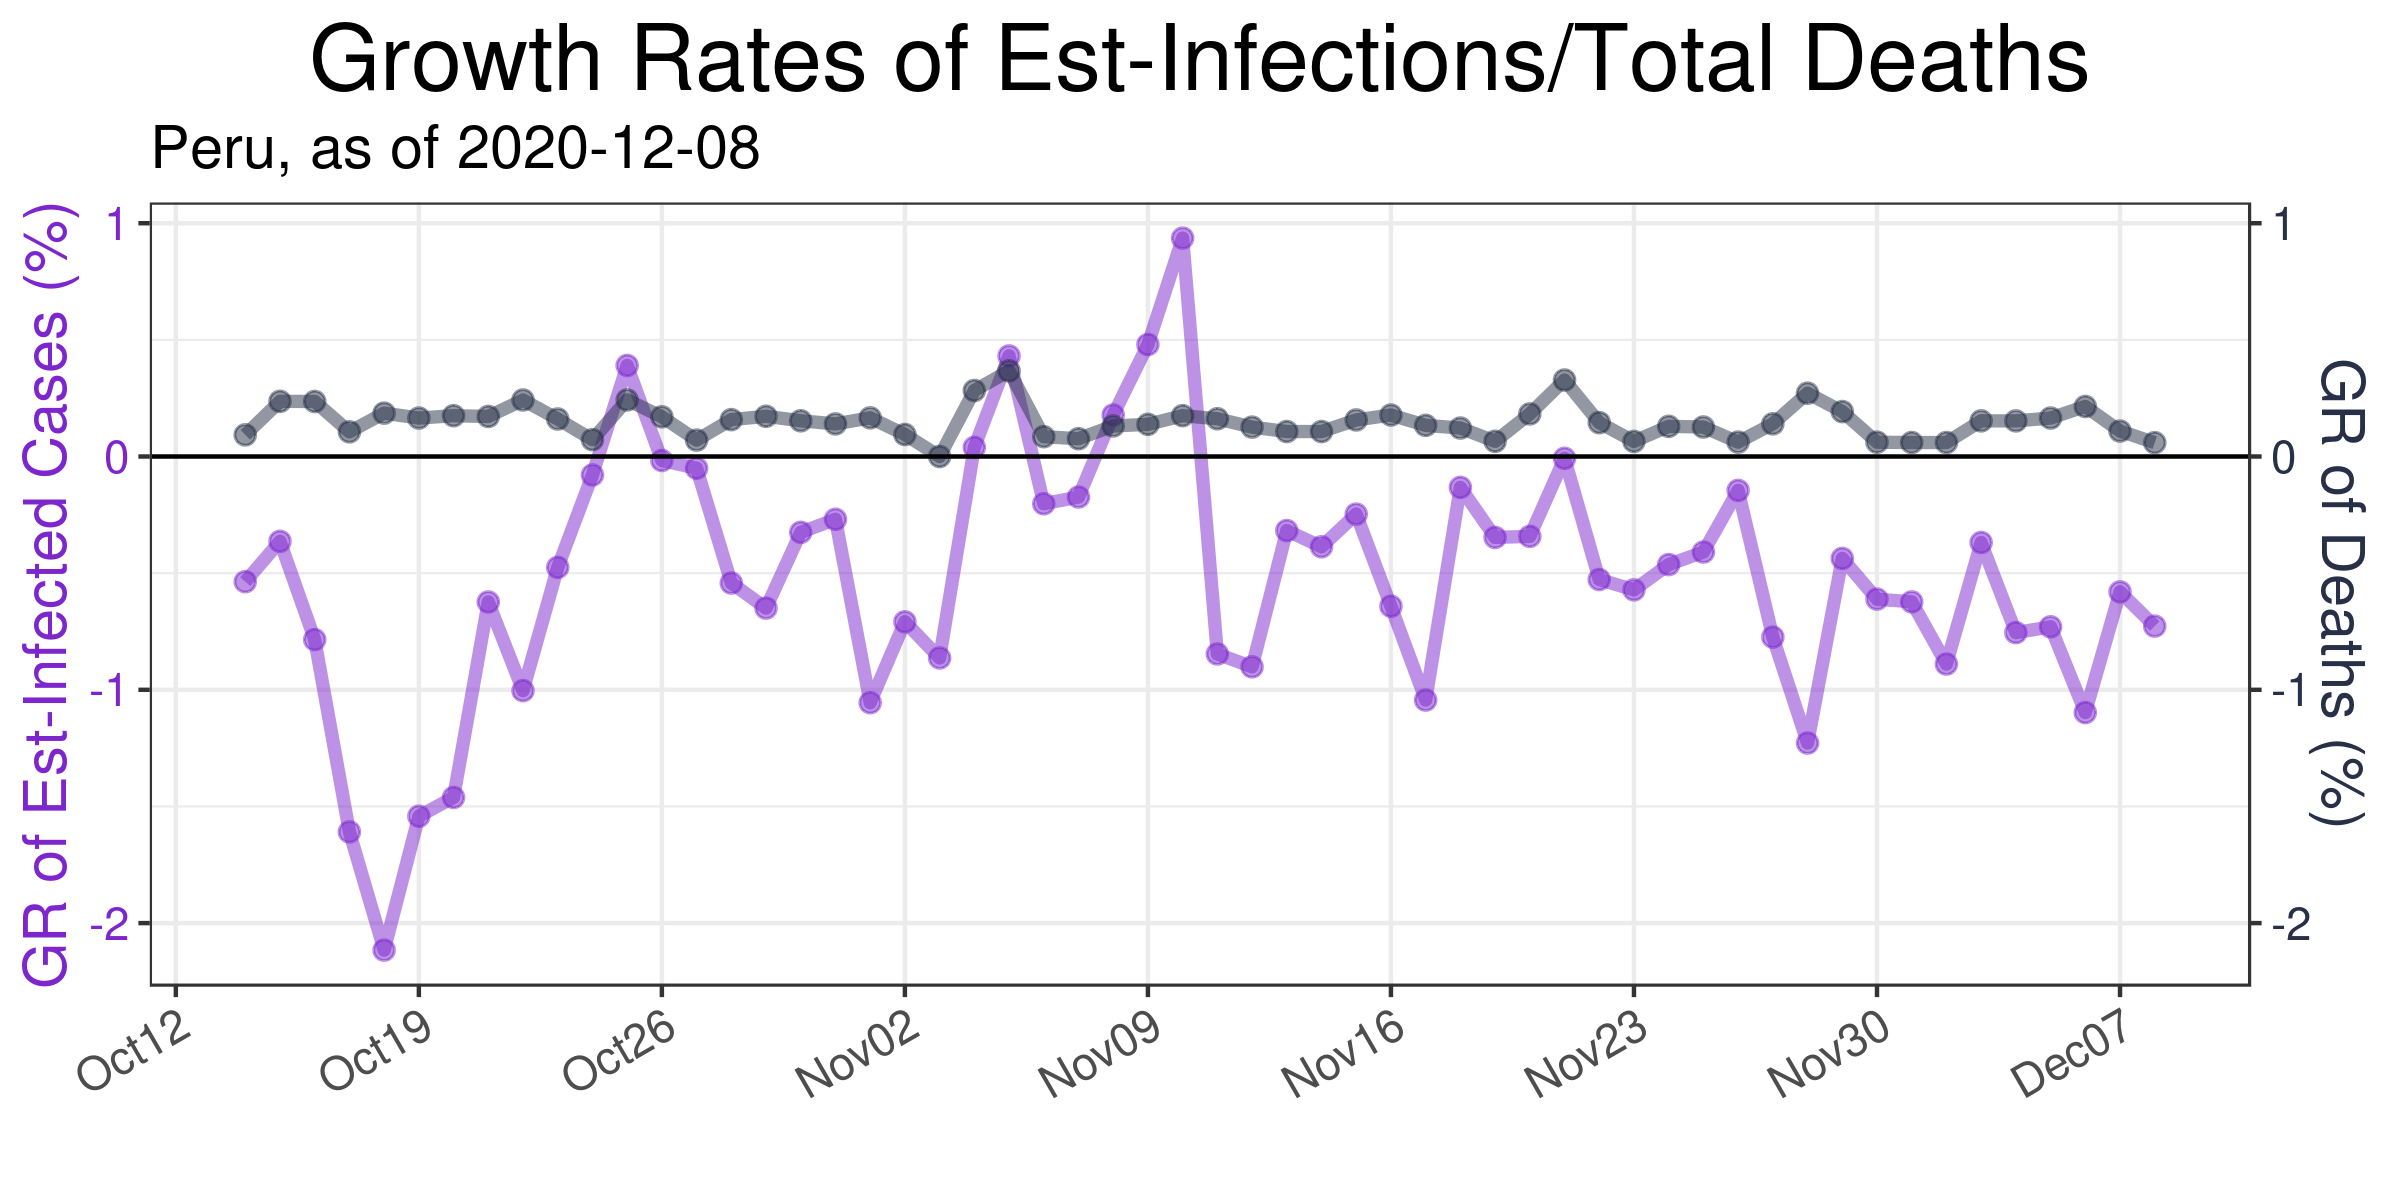 Growth Rates of Est-Infections/Total Deaths
Peru, as of 2020-12-08
GR of Est-Infected Cases (%)
1
0
-1
-2
1
0
-1
-2
GR of Deaths (%)
Oct12
Oct19
Oct26
Nov02
Nov09
Nov16
Nov23
Nov30
Dec07